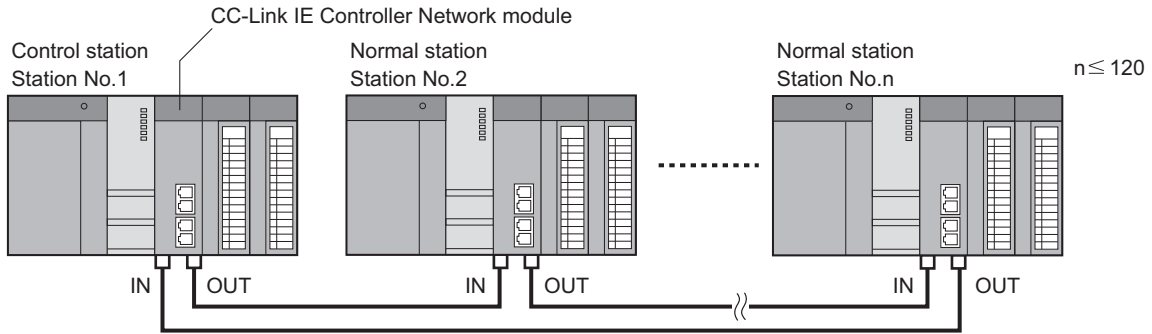 CC-Link IE Controller Network module
Control station
Station No.1
Normal station
Station No.2
Normal station
Station No.n
n≦120
IN
OUT
IN
OUT
IN
OUT